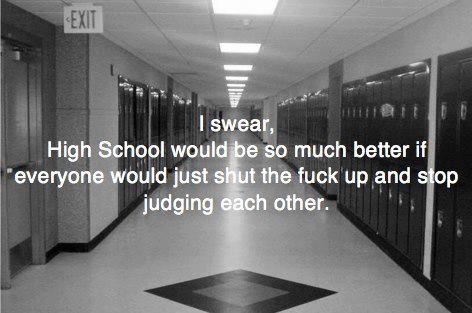 <EXIT
I swear,
High School would be so much better if
everyone would just shut the fuck up and stop
judging each other.